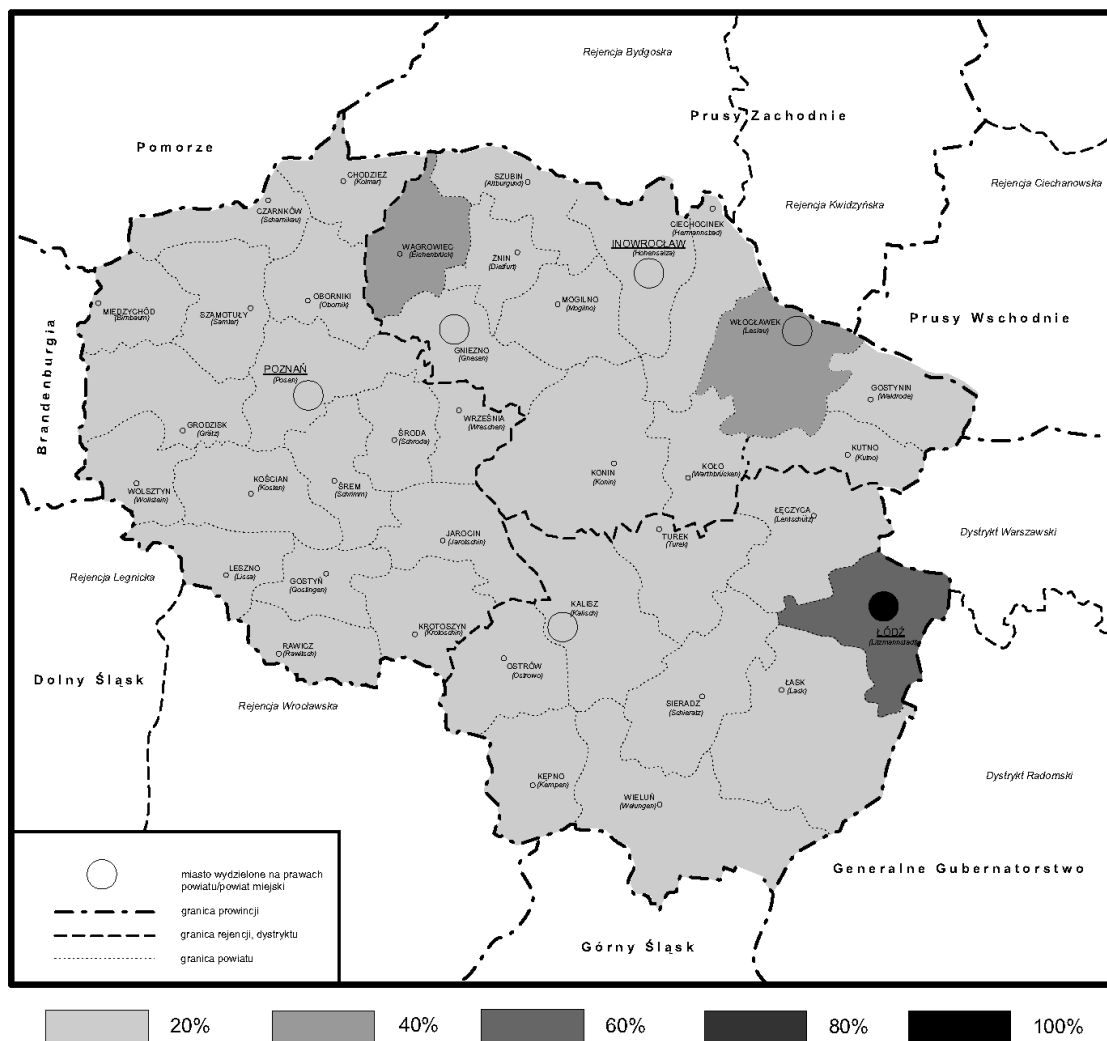 Rejencja Bydgoska
Prusy Zachodnie
Pomorze
Rejencja Ciechanowska
Rejencja Kwidzyńska
CHODZIEŻ
(Kolmar)
SZUBIN
(Altburgund)
CZARNKÓW
(Scharnikau)
CIECHOCINEK
(Hermannsbad)
WĄGROWIEC
(Eichenbrück)
INOWROCŁAW
(Hohensalza)
ŻNIN
(Dietfurt)
MIĘDZYCHÓD
(Birnbaum)
SZAMOTUŁY
(Samter)
OBORNIKI
(Obornik)
MOGILNO
(Mogilno)
WŁOCŁAWEK
(Leslau)
Prusy Wschodnie
GNIEZNO
(Gnesen)
Brandenburgia
POZNAŃ
(Posen)
GOSTYNIN
(Waldrode)
WRZEŚNIA
(Wreschen)
GRODZISK
(Grätz)
ŚRODA
(Schroda)
KUTNO
(Kutno)
KONIN
(Konin)
KOŁO
(Warthbrücken)
WOLSZTYN
(Wollstein)
KOŚCIAN
(Kosten)
ŚREM
(Schrimm)
ŁĘCZYCA
(Lentschütz)
TUREK
(Turek)
Dystrykt Warszawski
JAROCIN
(Jarotschin)
Rejencja Legnicka
LESZNO
(Lissa)
GOSTYŃ
(Gostingen)
KALISZ
(Kalisch)
ŁÓDŹ
(Litzmannstadt)
KROTOSZYN
(Krotoschin)
RAWICZ
(Rawitsch)
OSTRÓW
(Ostrowo)
Dolny Śląsk
ŁASK
(Lask)
SIERADZ
(Schieratz)
Rejencja Wrocławska
KĘPNO
(Kempen)
Dystrykt Radomski
WIELUŃ
(Welungen)
Generalne Gubernatorstwo
Górny Śląsk
miasto wydzielone na prawach
powiatu/powiat miejski
granica prowincji
granica rejencji, dystryktu
granica powiatu
20%
40%
60%
80%
100%